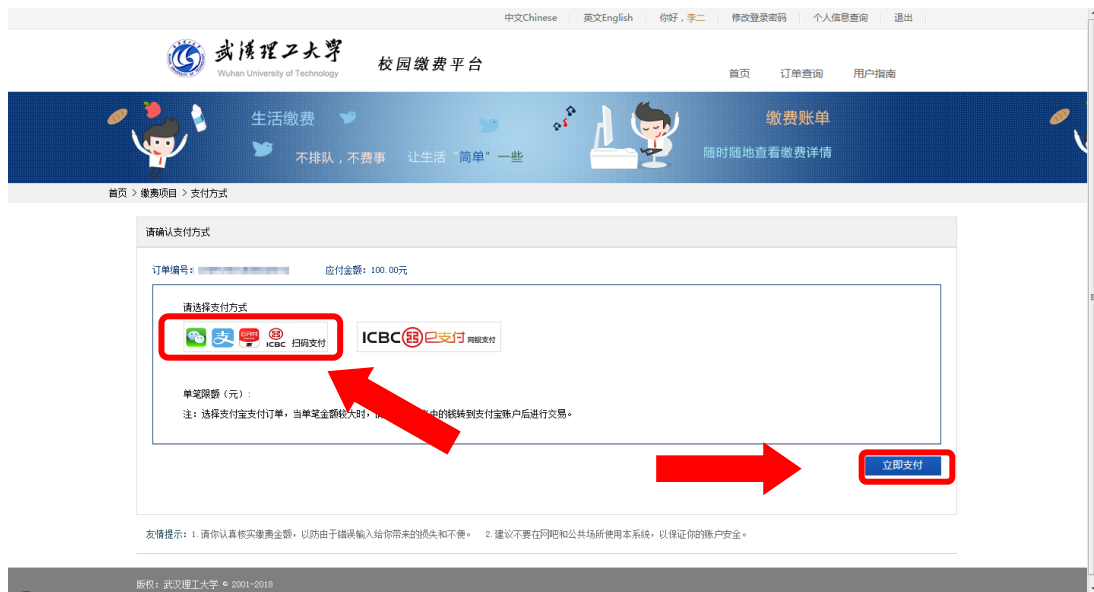 中文Chinese 英文English 你好，李二 修改登录密码 个人信息查询 退出
武汉理工大学
Wuhan University of Technology
校园缴费平台
首页 订单查询 用户指南
生活缴费
不排队，不费事 让生活“简单”一些
缴费账单
随时随地查看缴费详情
首页 > 缴费项目 > 支付方式
请确认支付方式
订单编号： 应付金额：100.00元
请选择支付方式
支 ICBC 扫码支付
ICBC e支付 网银支付
单笔限额（元）：
注：选择支付宝支付订单，当单笔金额较大时， 中的钱转到支付宝账户后进行交易。
立即支付
友情提示：1.请你认真核实缴费金额，以防由于错误输入给你带来的损失和不便。 2.建议不要在网吧和公共场所使用本系统，以保证你的账户安全。
版权：武汉理工大学 © 2001-2018